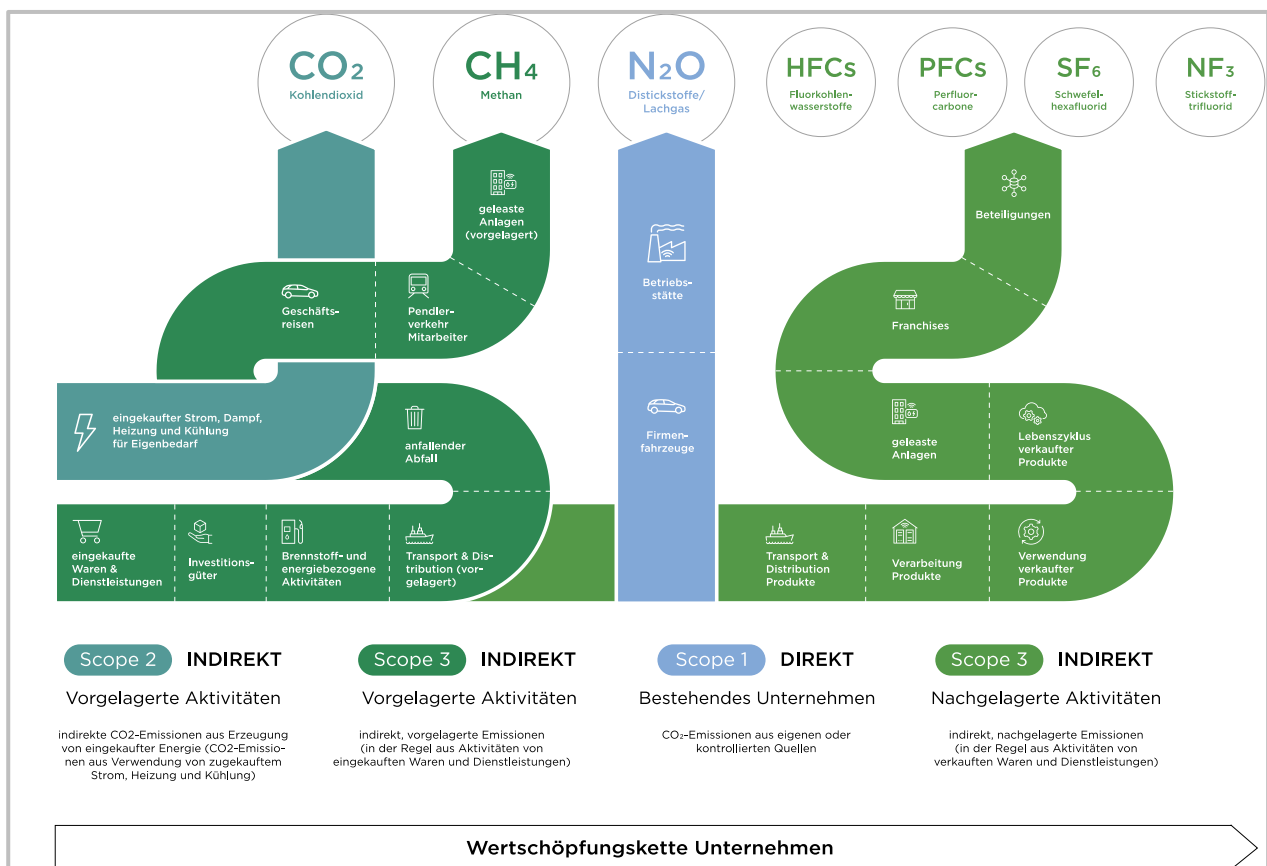 CO2
Kohlendioxid
CH4
Methan
N2O
Distickstoffe/
Lachgas
HFCs
Fluorkohlen-
wasserstoffe
PFCs
Perfluor-
carbone
SF6
Schwefel-
hexafluorid
NF3
Stickstoff-
trifluorid
geleaste
Anlagen
(vorgelagert)
Beteiligungen
Geschäfts-
reisen
Pendler-
verkehr
Mitarbeiter
Betriebs-
stätte
Franchises
eingekaufter Strom, Dampf,
Heizung und Kühlung
für Eigenbedarf
anfallender
Abfall
Firmen-
fahrzeuge
geleaste
Anlagen
Lebenszyklus
verkaufter
Produkte
eingekaufte
Waren &
Dienstleistungen
Investitions-
güter
Brennstoff- und
energiebezogene
Aktivitäten
Transport & Dis-
tribution (vor-
gelagert)
Transport &
Distribution
Produkte
Verarbeitung
Produkte
Verwendung
verkaufter
Produkte
Scope 2 INDIREKT
Vorgelagerte Aktivitäten
indirekte CO2-Emissionen aus Erzeugung
von eingekaufter Energie (CO2-Emissio-
nen aus Verwendung von zugekauftem
Strom, Heizung und Kühlung)
Scope 3 INDIREKT
Vorgelagerte Aktivitäten
indirekt, vorgelagerte Emissionen
(in der Regel aus Aktivitäten von
eingekauften Waren und Dienstleistungen)
Scope 1 DIREKT
Bestehendes Unternehmen
CO₂-Emissionen aus eigenen oder
kontrollierten Quellen
Scope 3 INDIREKT
Nachgelagerte Aktivitäten
indirekt, nachgelagerte Emissionen
(in der Regel aus Aktivitäten von
verkauften Waren und Dienstleistungen)
Wertschöpfungskette Unternehmen